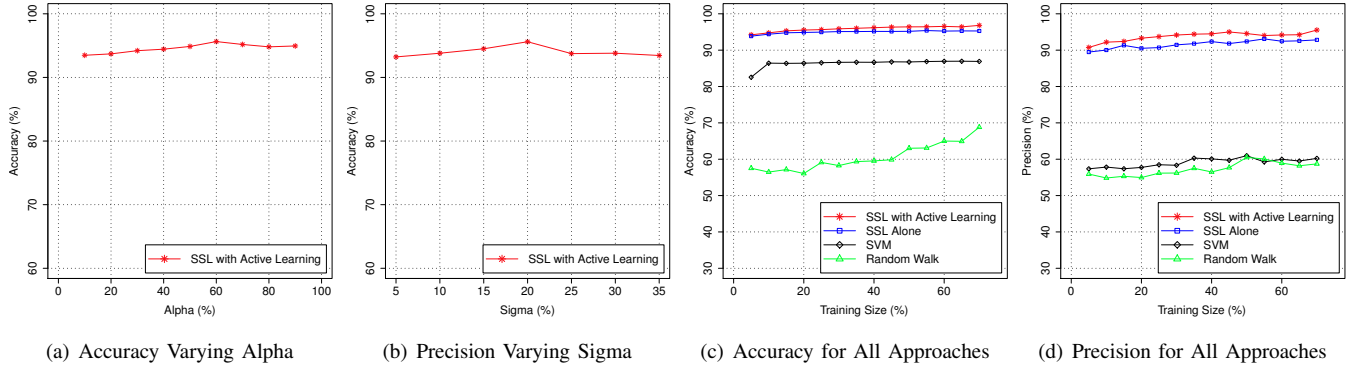 100
90
80
70
60
Accuracy (%)
0 20 40 60 80 100
Alpha (%)
SSL with Active Learning
(a) Accuracy Varying Alpha
100
90
80
70
60
Accuracy (%)
5 10 15 20 25 30 35
Sigma (%)
SSL with Active Learning
(b) Precision Varying Sigma
100
90
80
70
60
50
40
30
Accuracy (%)
0 20 40 60
Training Size (%)
SSL with Active Learning
SSL Alone
SVM
Random Walk
(c) Accuracy for All Approaches
100
90
80
70
60
50
40
30
Precision (%)
0 20 40 60
Training Size (%)
SSL with Active Learning
SSL Alone
SVM
Random Walk
(d) Precision for All Approaches